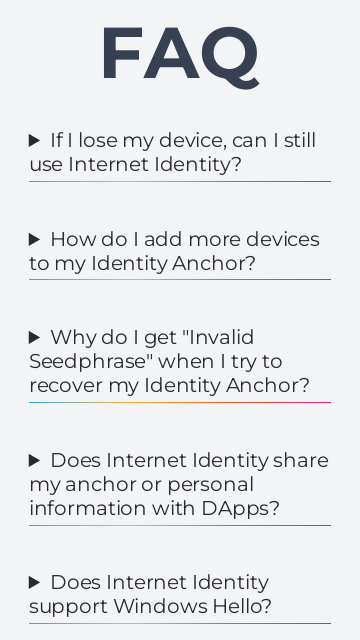 FAQ
If I lose my device, can I still
use Internet Identity?
How do I add more devices
to my Identity Anchor?
Why do I get "Invalid
Seedphrase" when I try to
recover my Identity Anchor?
Does Internet Identity share
my anchor or personal
information with DApps?
Does Internet Identity
support Windows Hello?